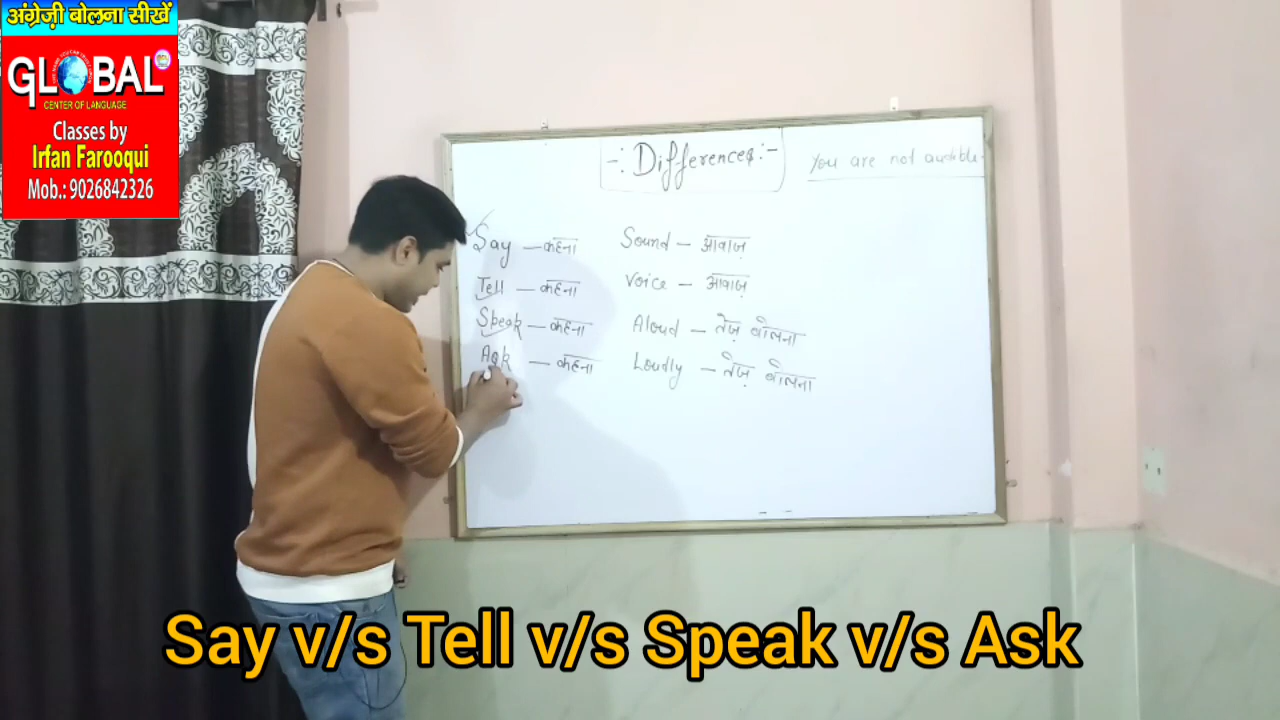 अंग्रेज़ी बोलना सीखें
GLOBAL
CENTER OF LANGUAGE
Classes by
Irfan Farooqui
Mob.: 9026842326
-: Differences :-
You are not audible.
Say — कहना
Sound — आवाज़
Tell — कहना
Voice — आवाज़
Speak — कहना
Aloud — तेज़ बोलना
Ask — कहना
Loudly — तेज़ बोलना
Say v/s Tell v/s Speak v/s Ask